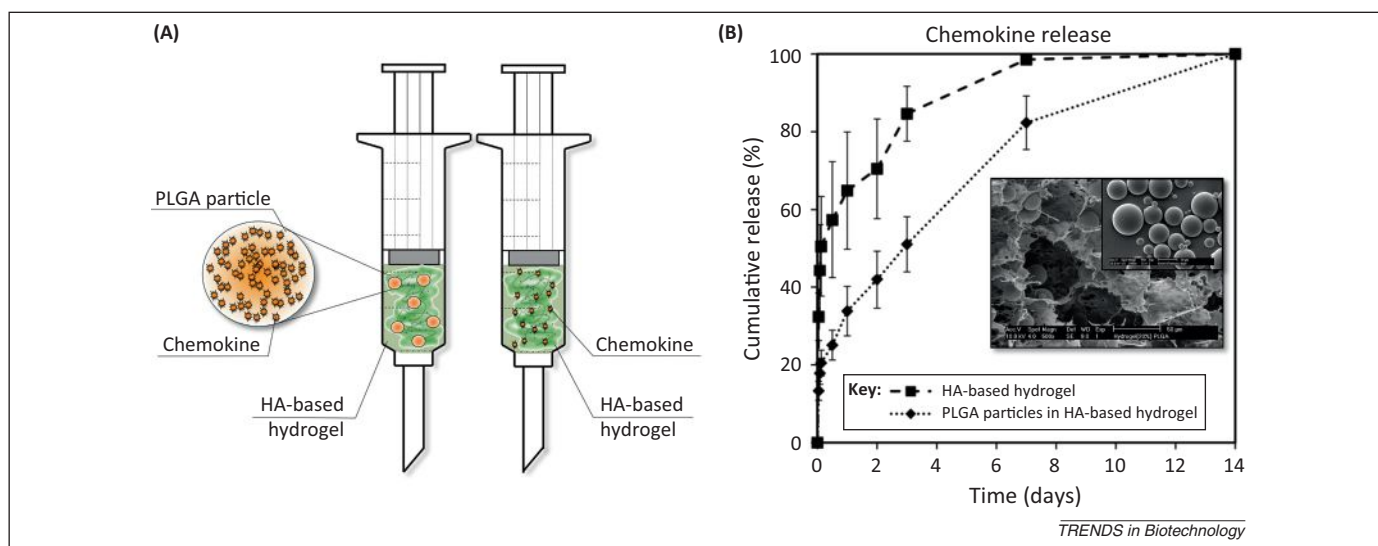 (A)
PLGA particle
Chemokine
HA-based
hydrogel
Chemokine
HA-based
hydrogel
(B)
Chemokine release
Cumulative release (%)
100
80
60
40
20
0
0
2
4
6
8
10
12
14
Time (days)
Key:
HA-based hydrogel
PLGA particles in HA-based hydrogel
TRENDS in Biotechnology